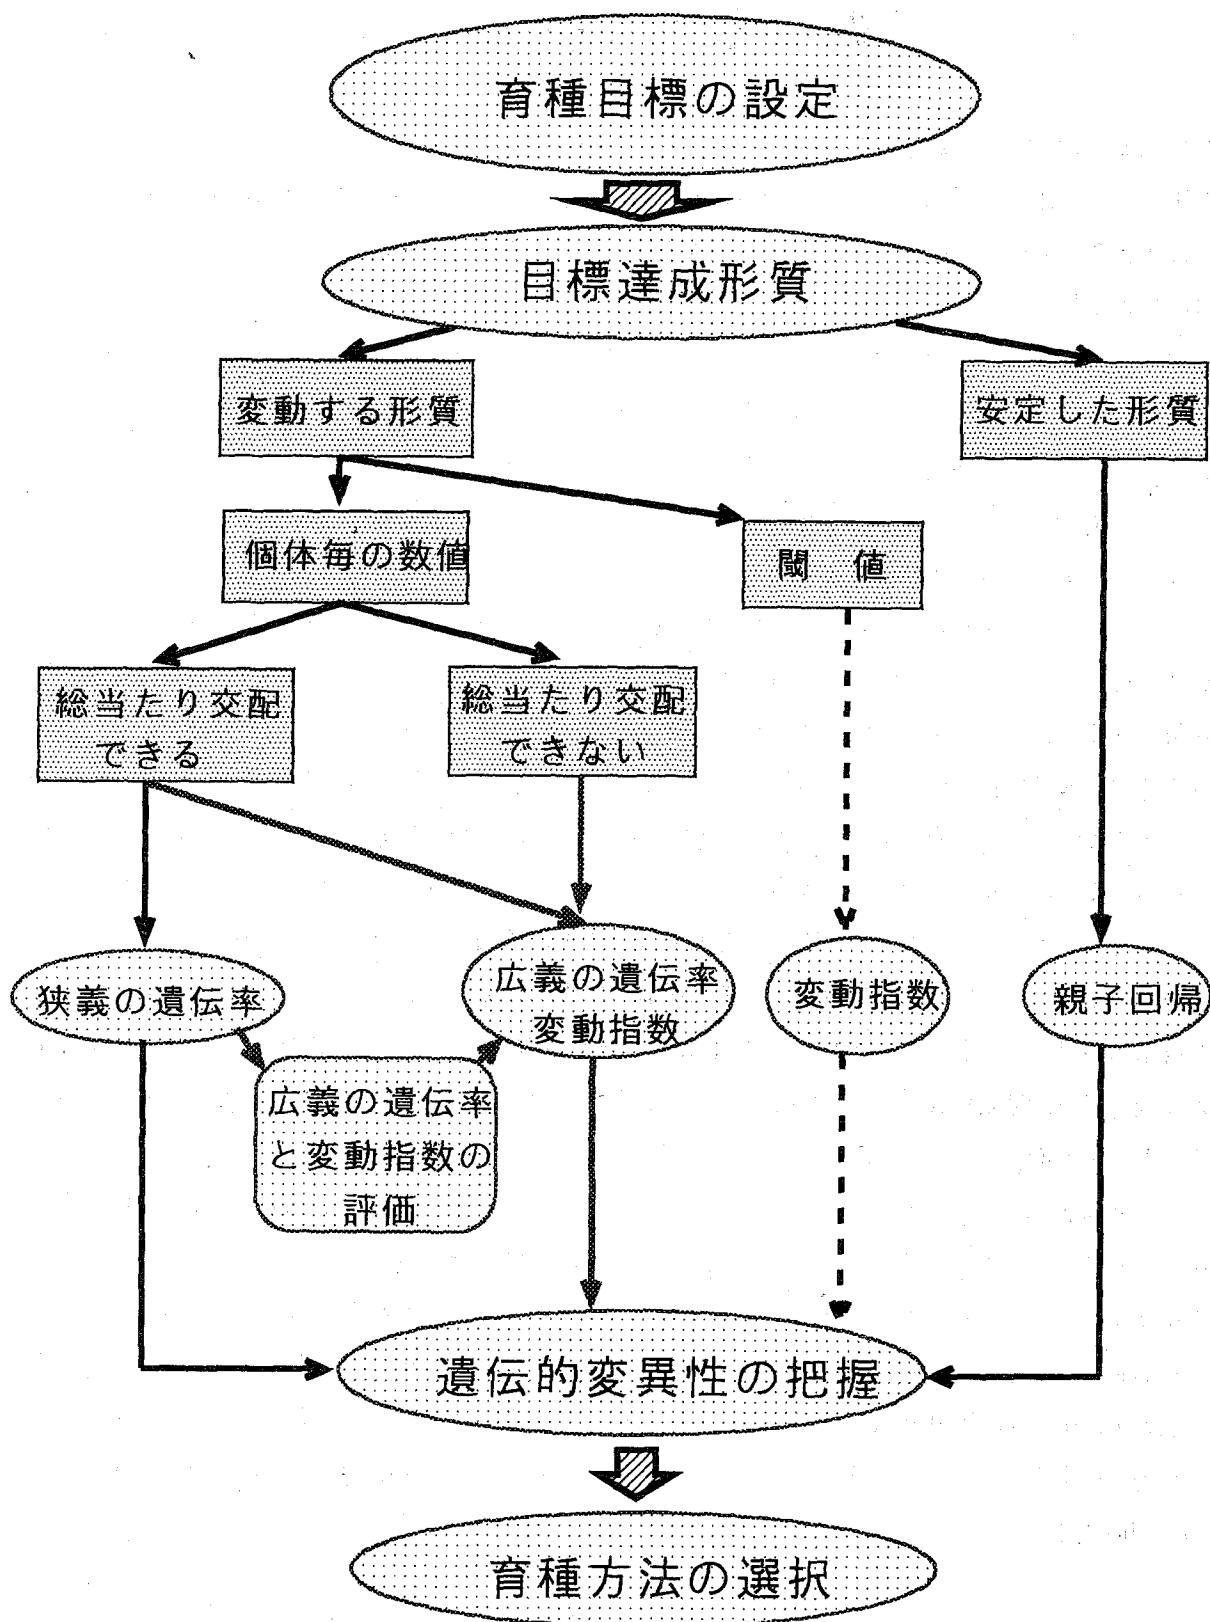 育種目標の設定
目標達成形質
変動する形質
安定した形質
個体毎の数値
閾 値
総当たり交配
できる
総当たり交配
できない
狭義の遺伝率
広義の遺伝率
変動指数
変動指数
親子回帰
広義の遺伝率
と変動指数の
評価
遺伝的変異性の把握
育種方法の選択